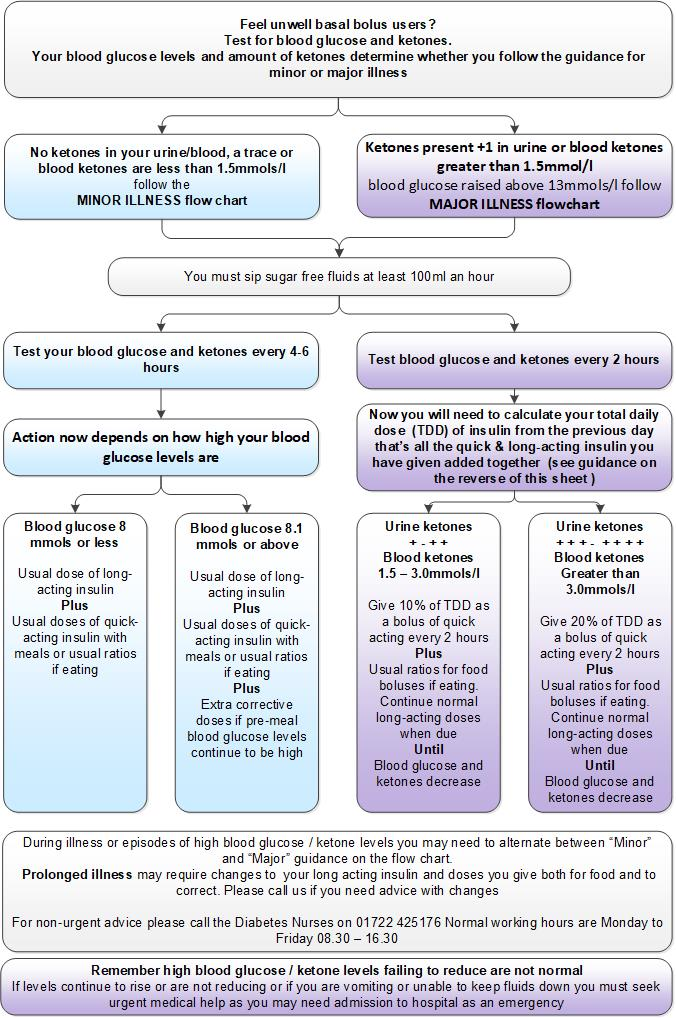 Feel unwell basal bolus users?
Test for blood glucose and ketones.
Your blood glucose levels and amount of ketones determine whether you follow the guidance for
minor or major illness
No ketones in your urine/blood, a trace or
blood ketones are less than 1.5mmols/l
follow the
MINOR ILLNESS flow chart
Ketones present +1 in urine or blood ketones
greater than 1.5mmol/l
blood glucose raised above 13mmols/l follow
MAJOR ILLNESS flowchart
You must sip sugar free fluids at least 100ml an hour
Test your blood glucose and ketones every 4-6
hours
Test blood glucose and ketones every 2 hours
Action now depends on how high your blood
glucose levels are
Now you will need to calculate your total daily
dose (TDD) of insulin from the previous day
that's all the quick & long-acting insulin you
have given added together (see guidance on
the reverse of this sheet )
Blood glucose 8
mmols or less
Usual dose of long-
acting insulin
Plus
Usual doses of quick-
acting insulin with
meals or usual ratios
if eating
Blood glucose 8.1
mmols or above
Usual dose of long-
acting insulin
Plus
Usual doses of quick-
acting insulin with
meals or usual ratios if
eating
Plus
Extra corrective
doses if pre-meal
blood glucose levels
continue to be high
Urine ketones
+ - + +
Blood ketones
1.5 – 3.0mmols/l
Give 10% of TDD as
a bolus of quick
acting every 2 hours
Plus
Usual ratios for food
boluses if eating.
Continue normal
long-acting doses
when due
Until
Blood glucose and
ketones decrease
Urine ketones
+ + + - + + + +
Blood ketones
Greater than
3.0mmols/l
Give 20% of TDD as
a bolus of quick
acting every 2 hours
Plus
Usual ratios for food
boluses if eating.
Continue normal
long-acting doses
when due
Until
Blood glucose and
ketones decrease
During illness or episodes of high blood glucose / ketone levels you may need to alternate between “Minor”
and “Major” guidance on the flow chart.
Prolonged illness may require changes to your long acting insulin and doses you give both for food and to
correct. Please call us if you need advice with changes
For non-urgent advice please call the Diabetes Nurses on 01722 425176 Normal working hours are Monday to
Friday 08.30 – 16.30
Remember high blood glucose / ketone levels failing to reduce are not normal
If levels continue to rise or are not reducing or if you are vomiting or unable to keep fluids down you must seek
urgent medical help as you may need admission to hospital as an emergency